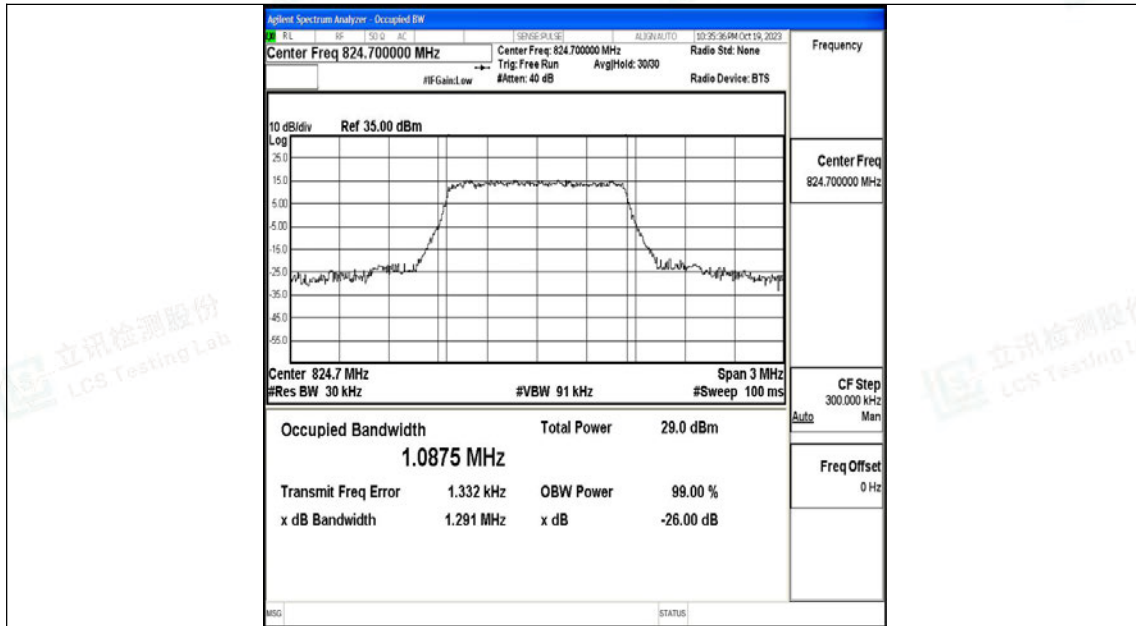 Agilent Spectrum Analyzer - Occupied BW
RL RF 50 Ω AC SENSE:PULSE ALIGNAUTO 10:35:36 PM Oct 19, 2023
Center Freq 824.700000 MHz
Center Freq: 824.700000 MHz Radio Std: None
Trig: Free Run Avg|Hold: 30/30
#IFGain:Low #Atten: 40 dB Radio Device: BTS
Frequency
10 dB/div Ref 35.00 dBm
Log
25.0
15.0
5.00
-5.00
-15.0
-25.0
-35.0
-45.0
-55.0
Center 824.7 MHz Span 3 MHz
#Res BW 30 kHz #VBW 91 kHz #Sweep 100 ms
Center Freq
824.700000 MHz
CF Step
300.000 kHz
Auto Man
Freq Offset
0 Hz
Occupied Bandwidth Total Power 29.0 dBm
1.0875 MHz
Transmit Freq Error 1.332 kHz OBW Power 99.00 %
x dB Bandwidth 1.291 MHz x dB -26.00 dB
MSG STATUS
立讯检测股份
LCS Testing Lab
立讯检测股份
LCS Testing